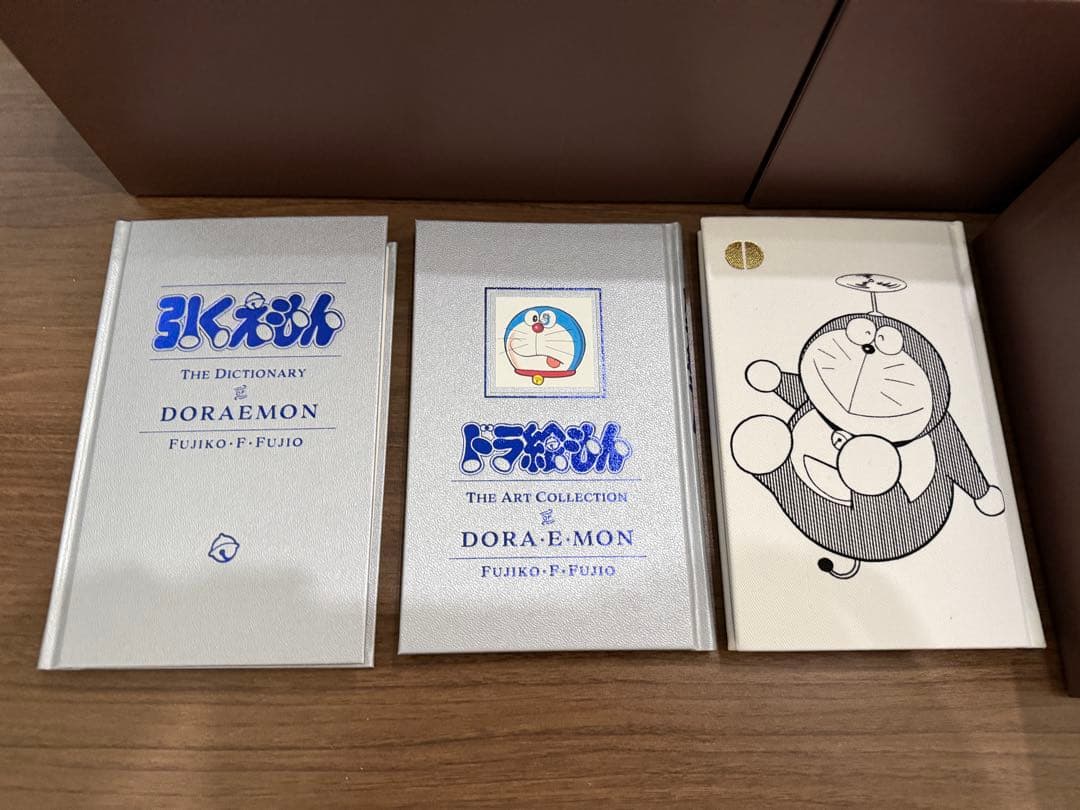 引くえもん
THE DICTIONARY
DORAEMON
FUJIKO・F・FUJIO
ドラ絵もん
THE ART COLLECTION
DORA・E・MON
FUJIKO・F・FUJIO